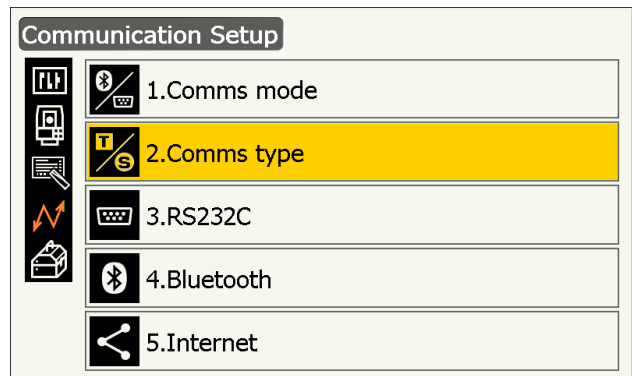 Communication Setup
1.Comms mode
T
S
2.Comms type
3.RS232C
4.Bluetooth
5.Internet